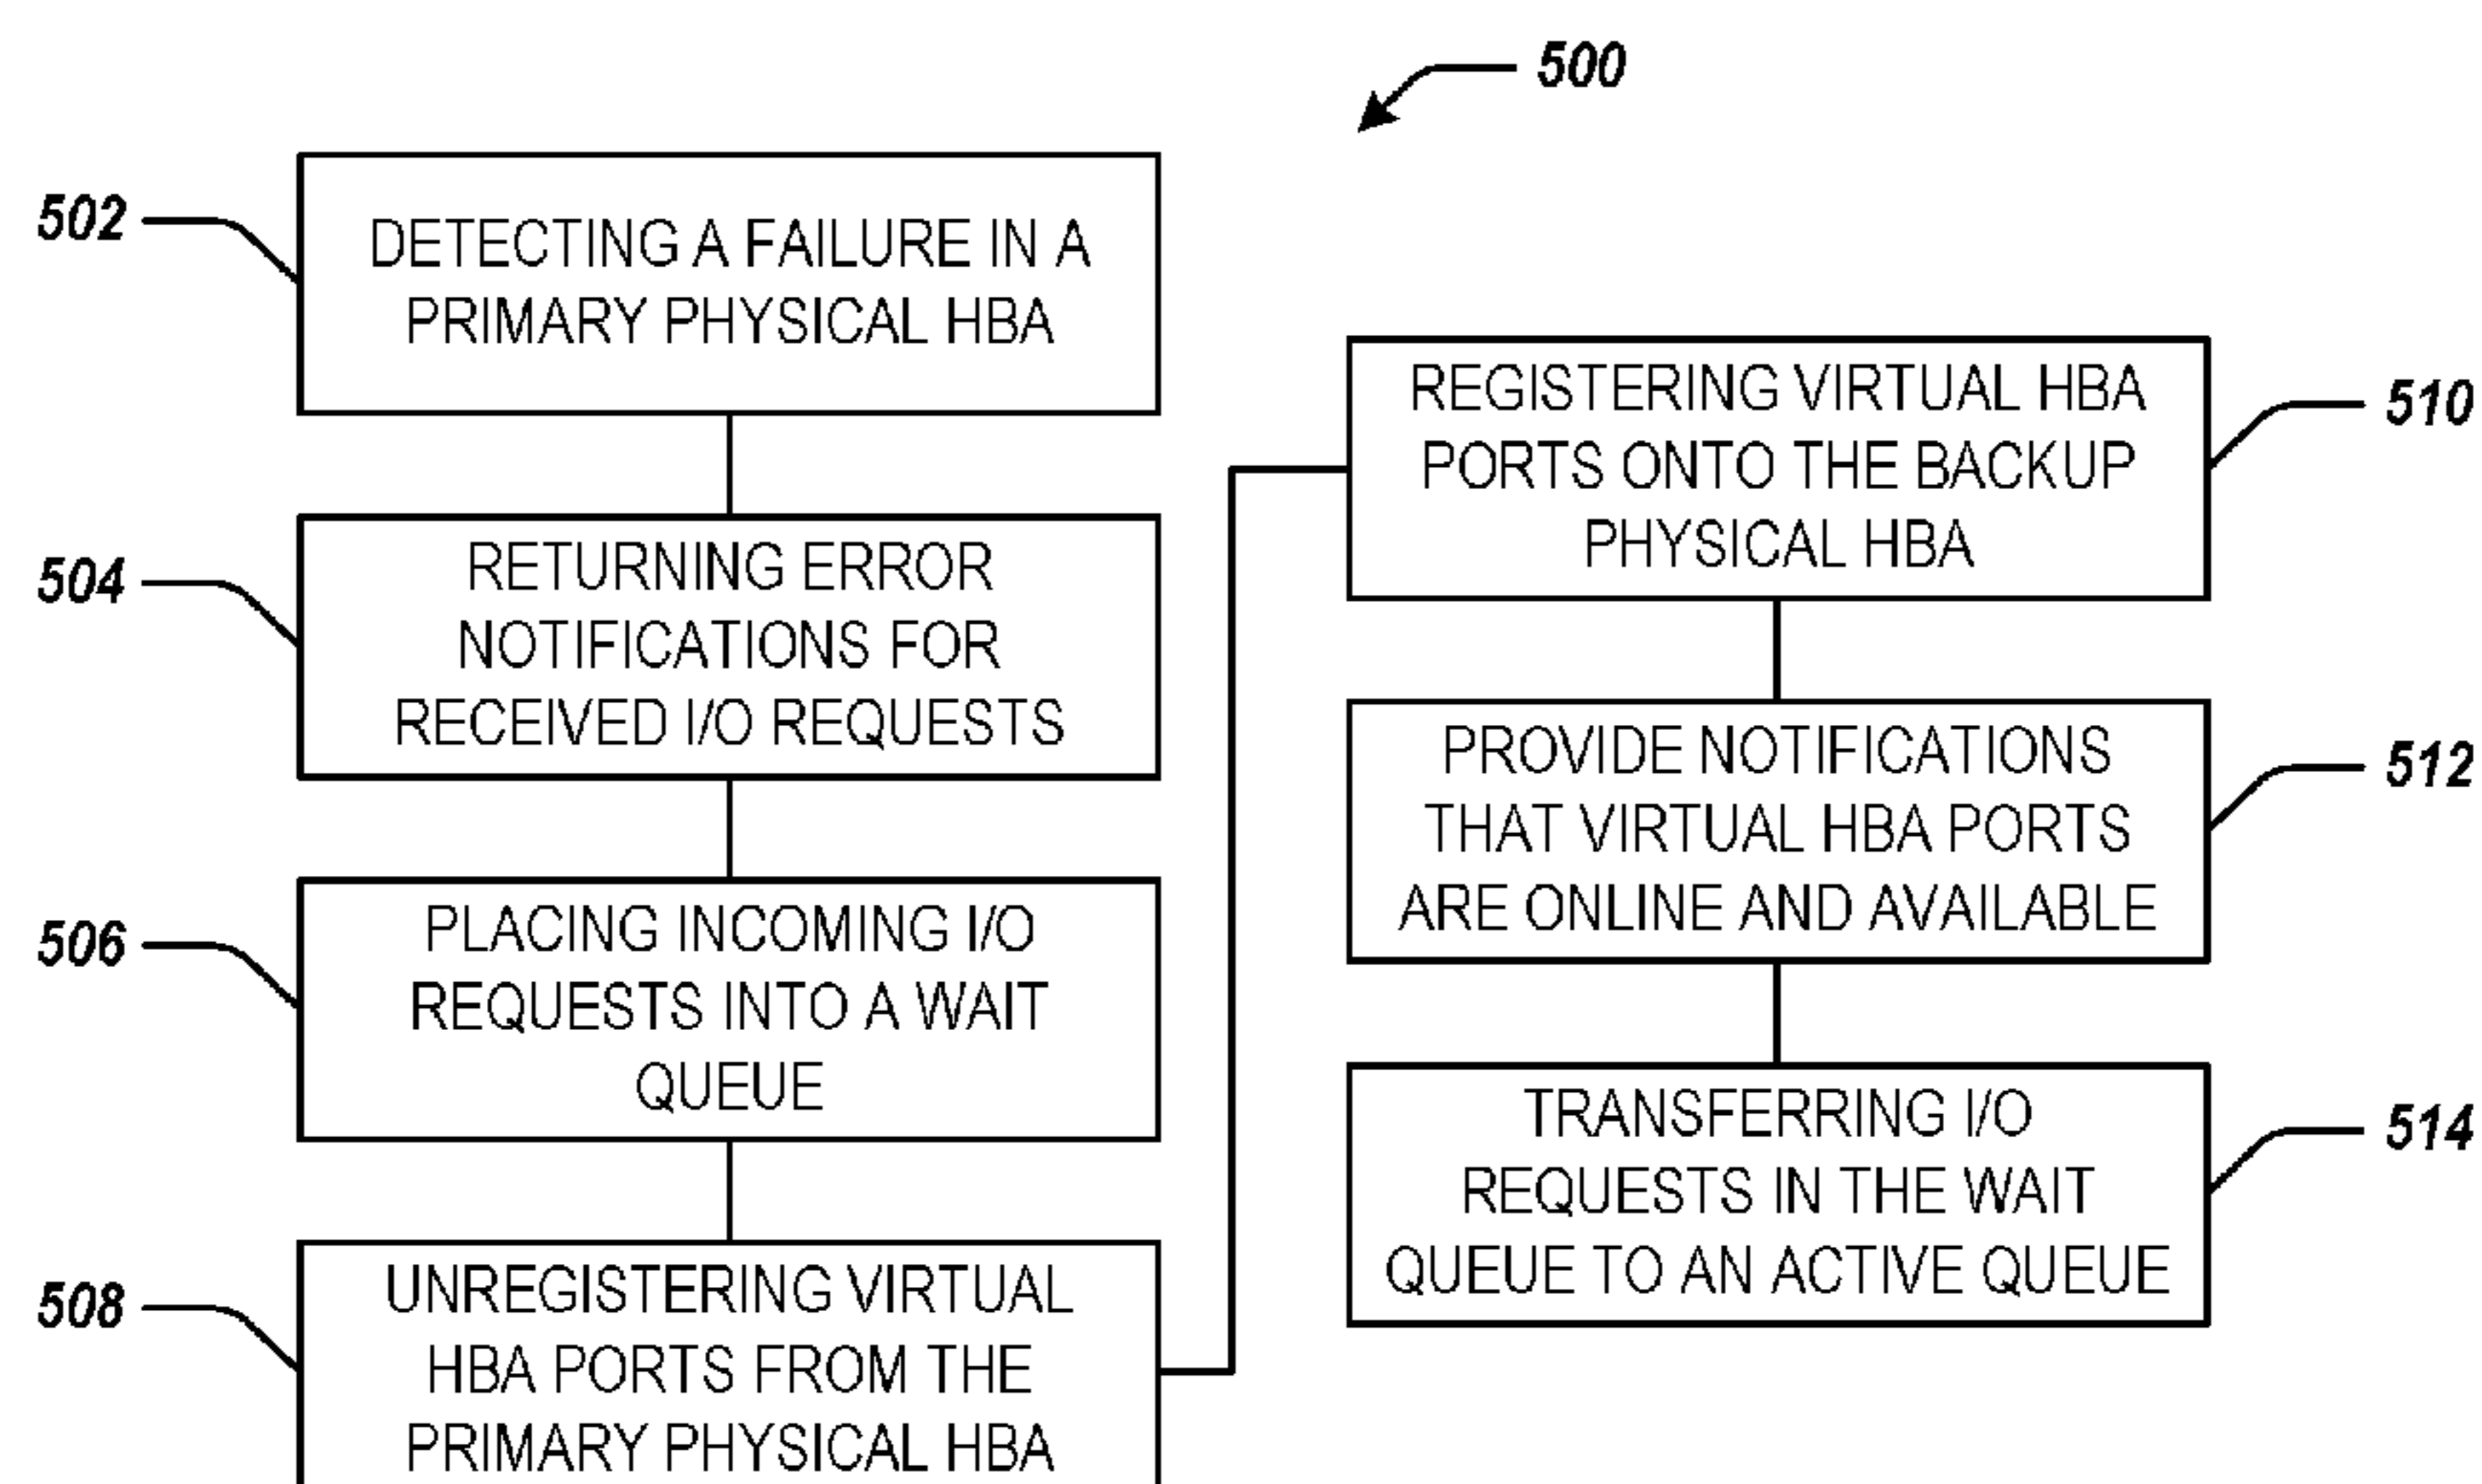 500
502
DETECTING A FAILURE IN A
PRIMARY PHYSICAL HBA
504
RETURNING ERROR
NOTIFICATIONS FOR
RECEIVED I/O REQUESTS
506
PLACING INCOMING I/O
REQUESTS INTO A WAIT
QUEUE
508
UNREGISTERING VIRTUAL
HBA PORTS FROM THE
PRIMARY PHYSICAL HBA
REGISTERING VIRTUAL HBA
PORTS ONTO THE BACKUP
PHYSICAL HBA
510
PROVIDE NOTIFICATIONS
THAT VIRTUAL HBA PORTS
ARE ONLINE AND AVAILABLE
512
TRANSFERRING I/O
REQUESTS IN THE WAIT
QUEUE TO AN ACTIVE QUEUE
514